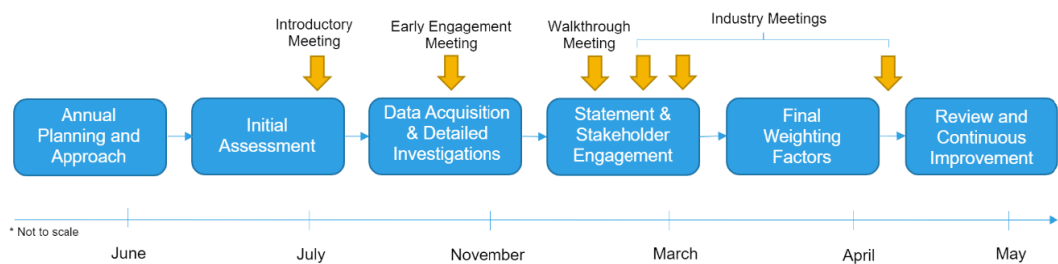 Introductory
Meeting
Early Engagement
Meeting
Walkthrough
Meeting
Industry Meetings
Annual
Planning and
Approach
Initial
Assessment
Data Acquisition
& Detailed
Investigations
Statement &
Stakeholder
Engagement
Final
Weighting
Factors
Review and
Continuous
Improvement
* Not to scale
June
July
November
March
April
May